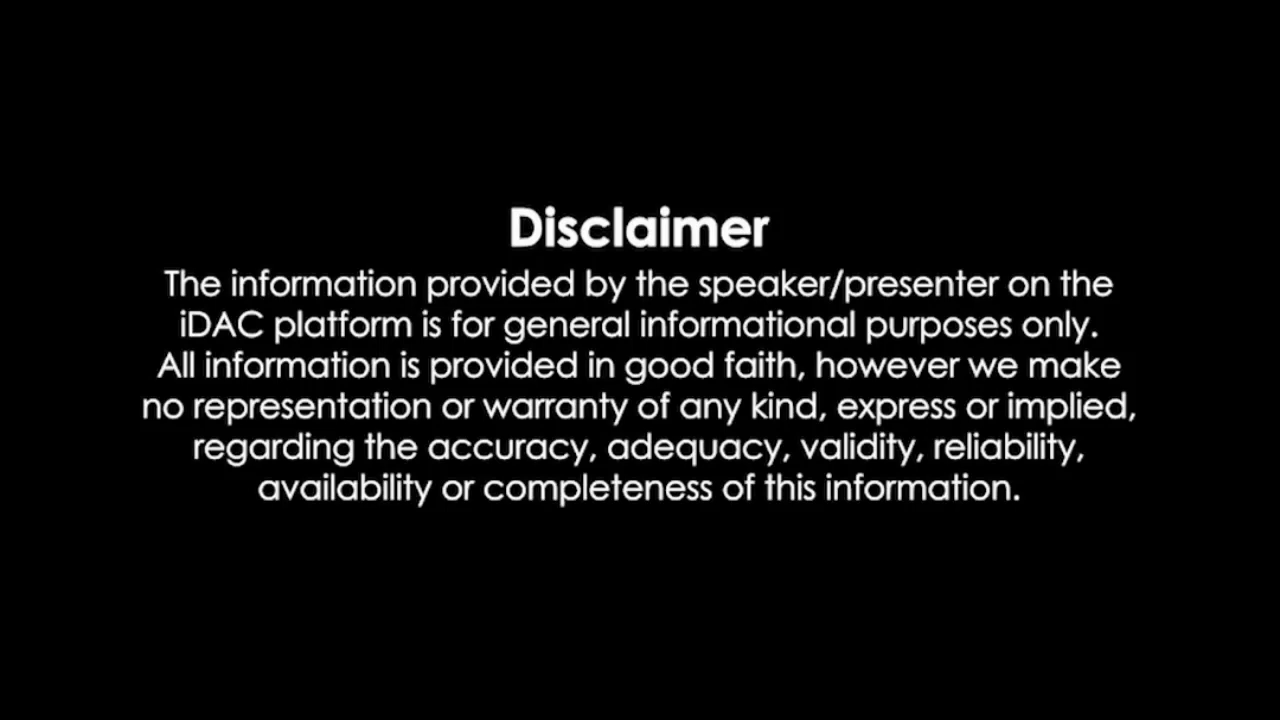 Disclaimer
The information provided by the speaker/presenter on the
iDAC platform is for general informational purposes only.
All information is provided in good faith, however we make
no representation or warranty of any kind, express or implied,
regarding the accuracy, adequacy, validity, reliability,
availability or completeness of this information.